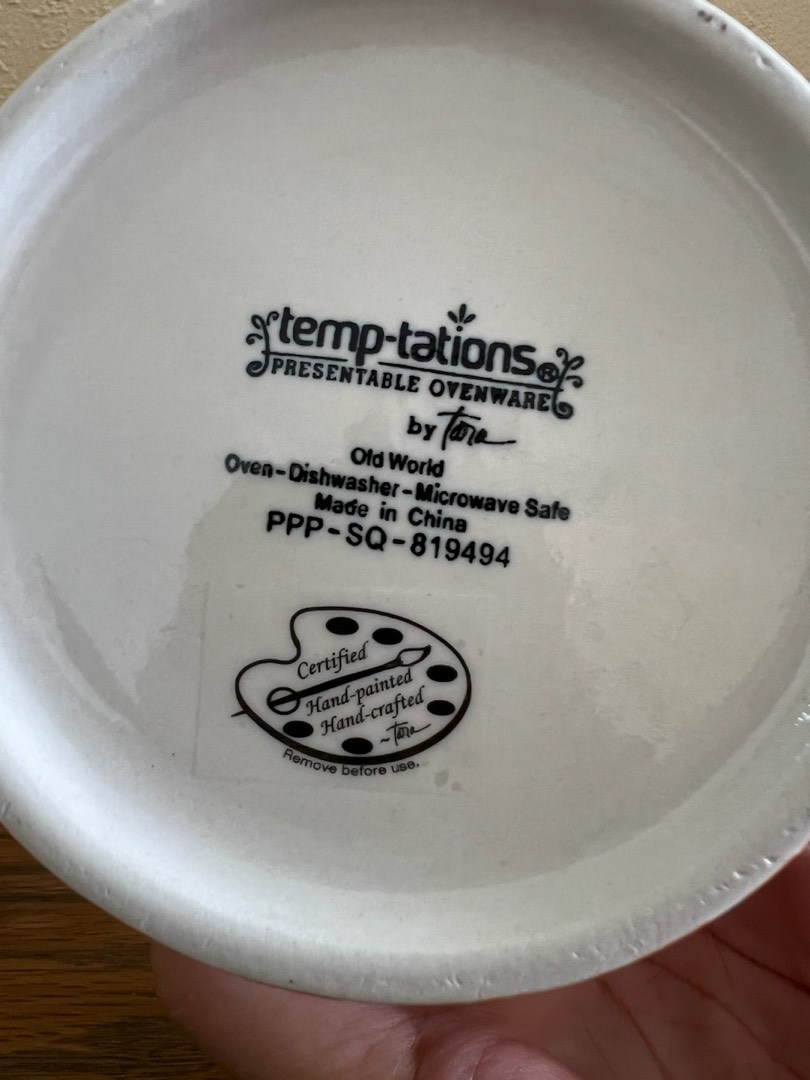 temp-tations®
PRESENTABLE OVENWARE
by Tara
Old World
Oven-Dishwasher-Microwave Safe
Made in China
PPP-SQ-819494
Certified
Hand-painted
Hand-crafted
~Tara
Remove before use.